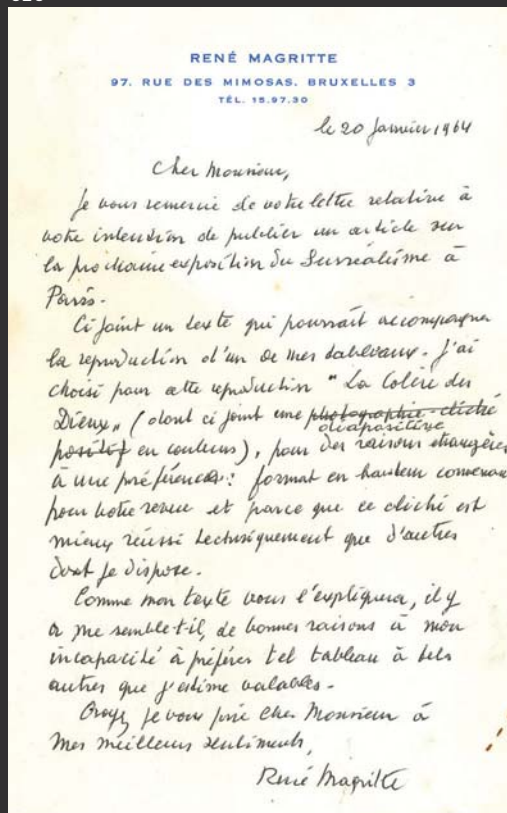 RENÉ MAGRITTE
97, RUE DES MIMOSAS, BRUXELLES 3
TÉL. 15.97.30
le 20 Janvier 1964
Cher Monsieur,
Je vous remercie de votre lettre relative à
votre intention de publier un article sur
la prochaine exposition du Surréalisme à
Paris.
Ci joint un texte qui pourrait accompagner
la reproduction d'un de mes tableaux. J'ai
choisi pour cette reproduction "La Colère des
Dieux" (dont ci joint une photographie-cliché
diapositive
positif en couleurs), pour des raisons étrangères
à une préférence : format en hauteur convenant
pour votre revue et parce que ce cliché est
mieux réussi techniquement que d'autres
dont je dispose.
Comme mon texte vous l'expliquera, il y
a me semble-t-il, de bonnes raisons à mon
incapacité à préférer tel tableau à tels
autres que j'estime valables.
Croyez je vous prie Cher Monsieur à
mes meilleurs sentiments,
René Magritte